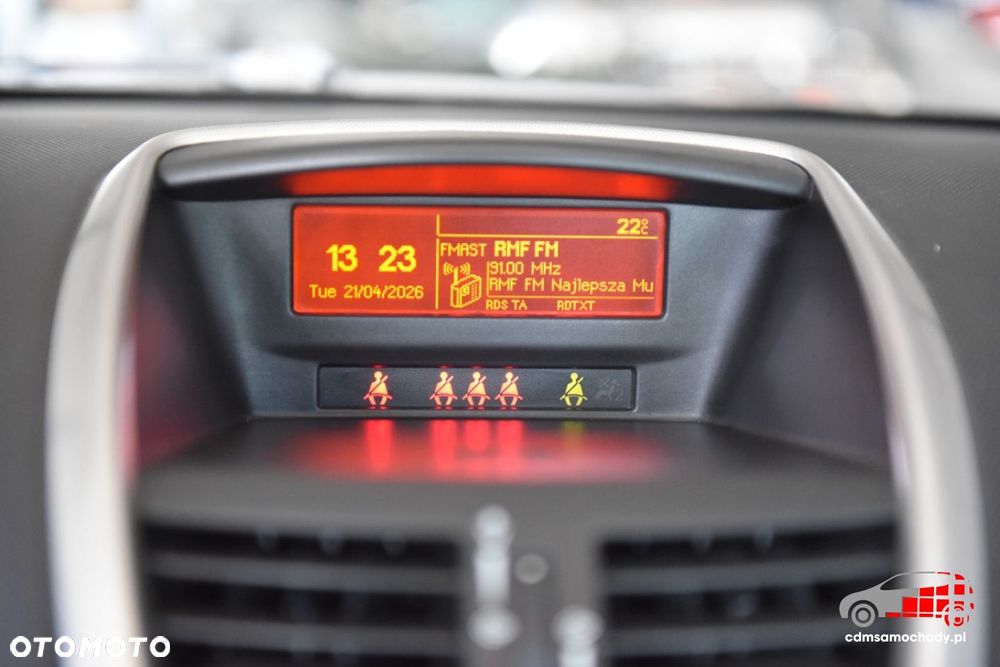 22°C
13 23
FMAST RMF FM
91.00 MHz
Tue 21/04/2026
RMF FM Najlepsza Mu
RDS TA RDTXT
cdmsamochody.pl
OTOMOTO